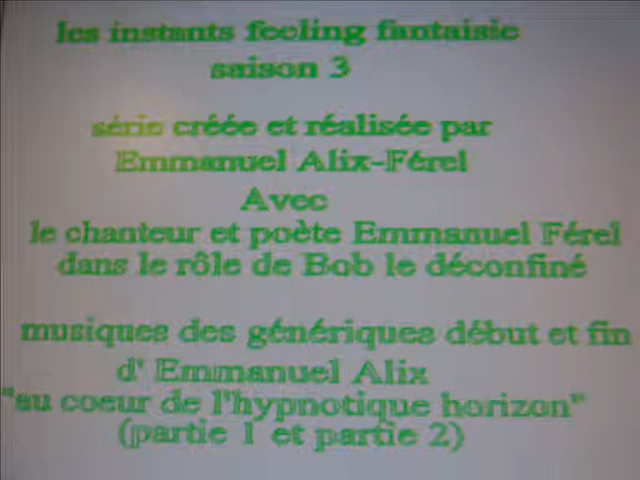 les instants feeling fantaisie
saison 3
série créée et réalisée par
Emmanuel Alix-Férel
Avec
le chanteur et poète Emmanuel Férel
dans le rôle de Bob le déconfiné
musiques des génériques début et fin
d' Emmanuel Alix
"au coeur de l'hypnotique horizon"
(partie 1 et partie 2)